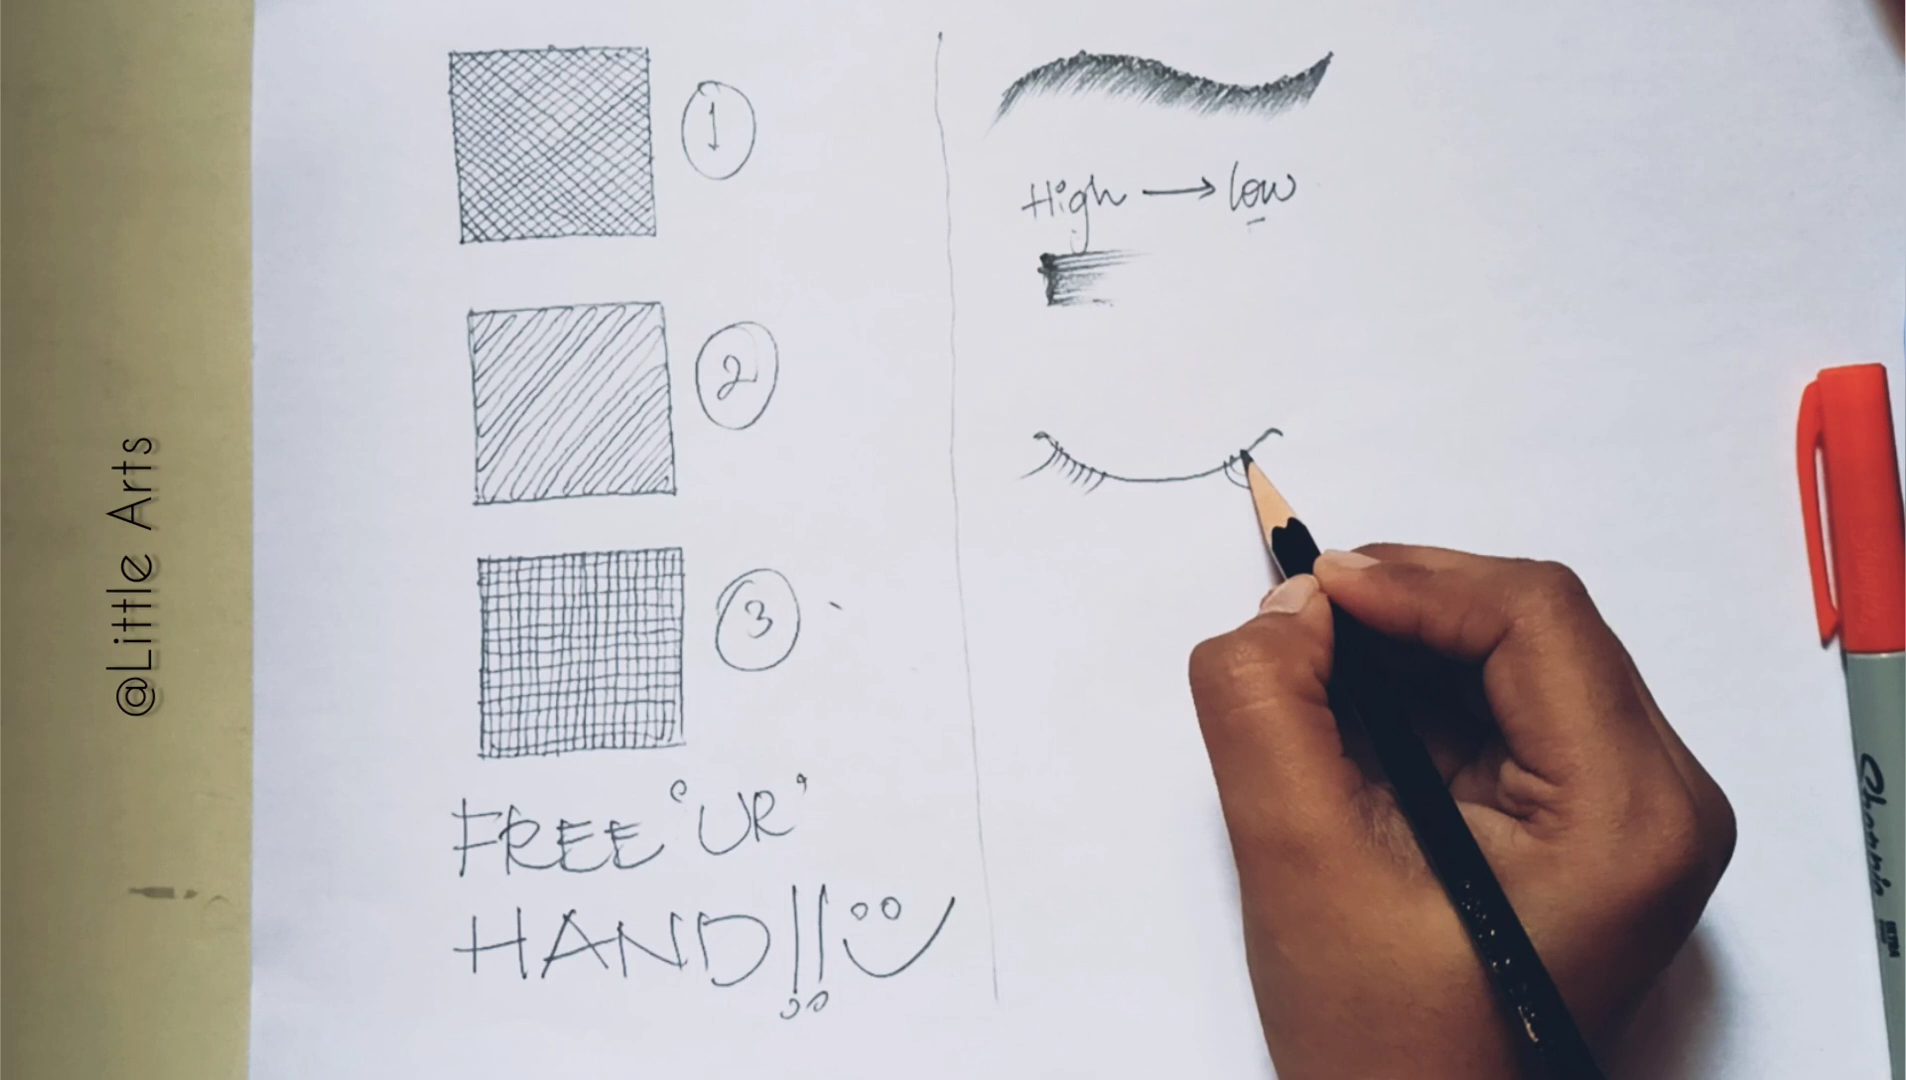 @Little Arts
1
2
3
FREE "UR"
HAND!!
High → low